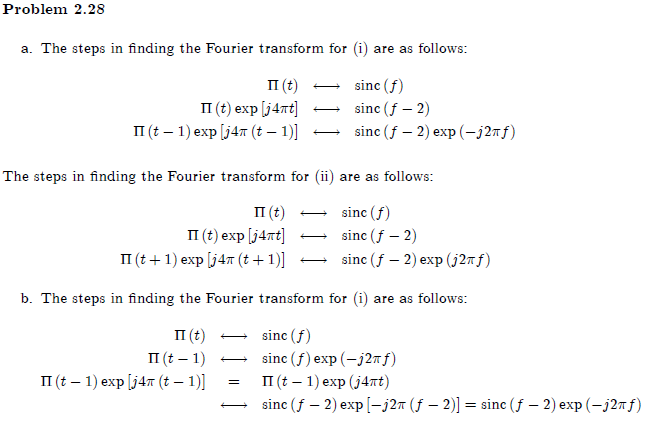 Problem 2.28
a. The steps in finding the Fourier transform for (i) are as follows:
Π (t) ⟷ sinc (f)
Π (t) exp [j4πt] ⟷ sinc (f − 2)
Π (t − 1) exp [j4π (t − 1)] ⟷ sinc (f − 2) exp (−j2πf)
The steps in finding the Fourier transform for (ii) are as follows:
Π (t) ⟷ sinc (f)
Π (t) exp [j4πt] ⟷ sinc (f − 2)
Π (t + 1) exp [j4π (t + 1)] ⟷ sinc (f − 2) exp (j2πf)
b. The steps in finding the Fourier transform for (i) are as follows:
Π (t) ⟷ sinc (f)
Π (t − 1) ⟷ sinc (f) exp (−j2πf)
Π (t − 1) exp [j4π (t − 1)] = Π (t − 1) exp (j4πt)
⟷ sinc (f − 2) exp [−j2π (f − 2)] = sinc (f − 2) exp (−j2πf)